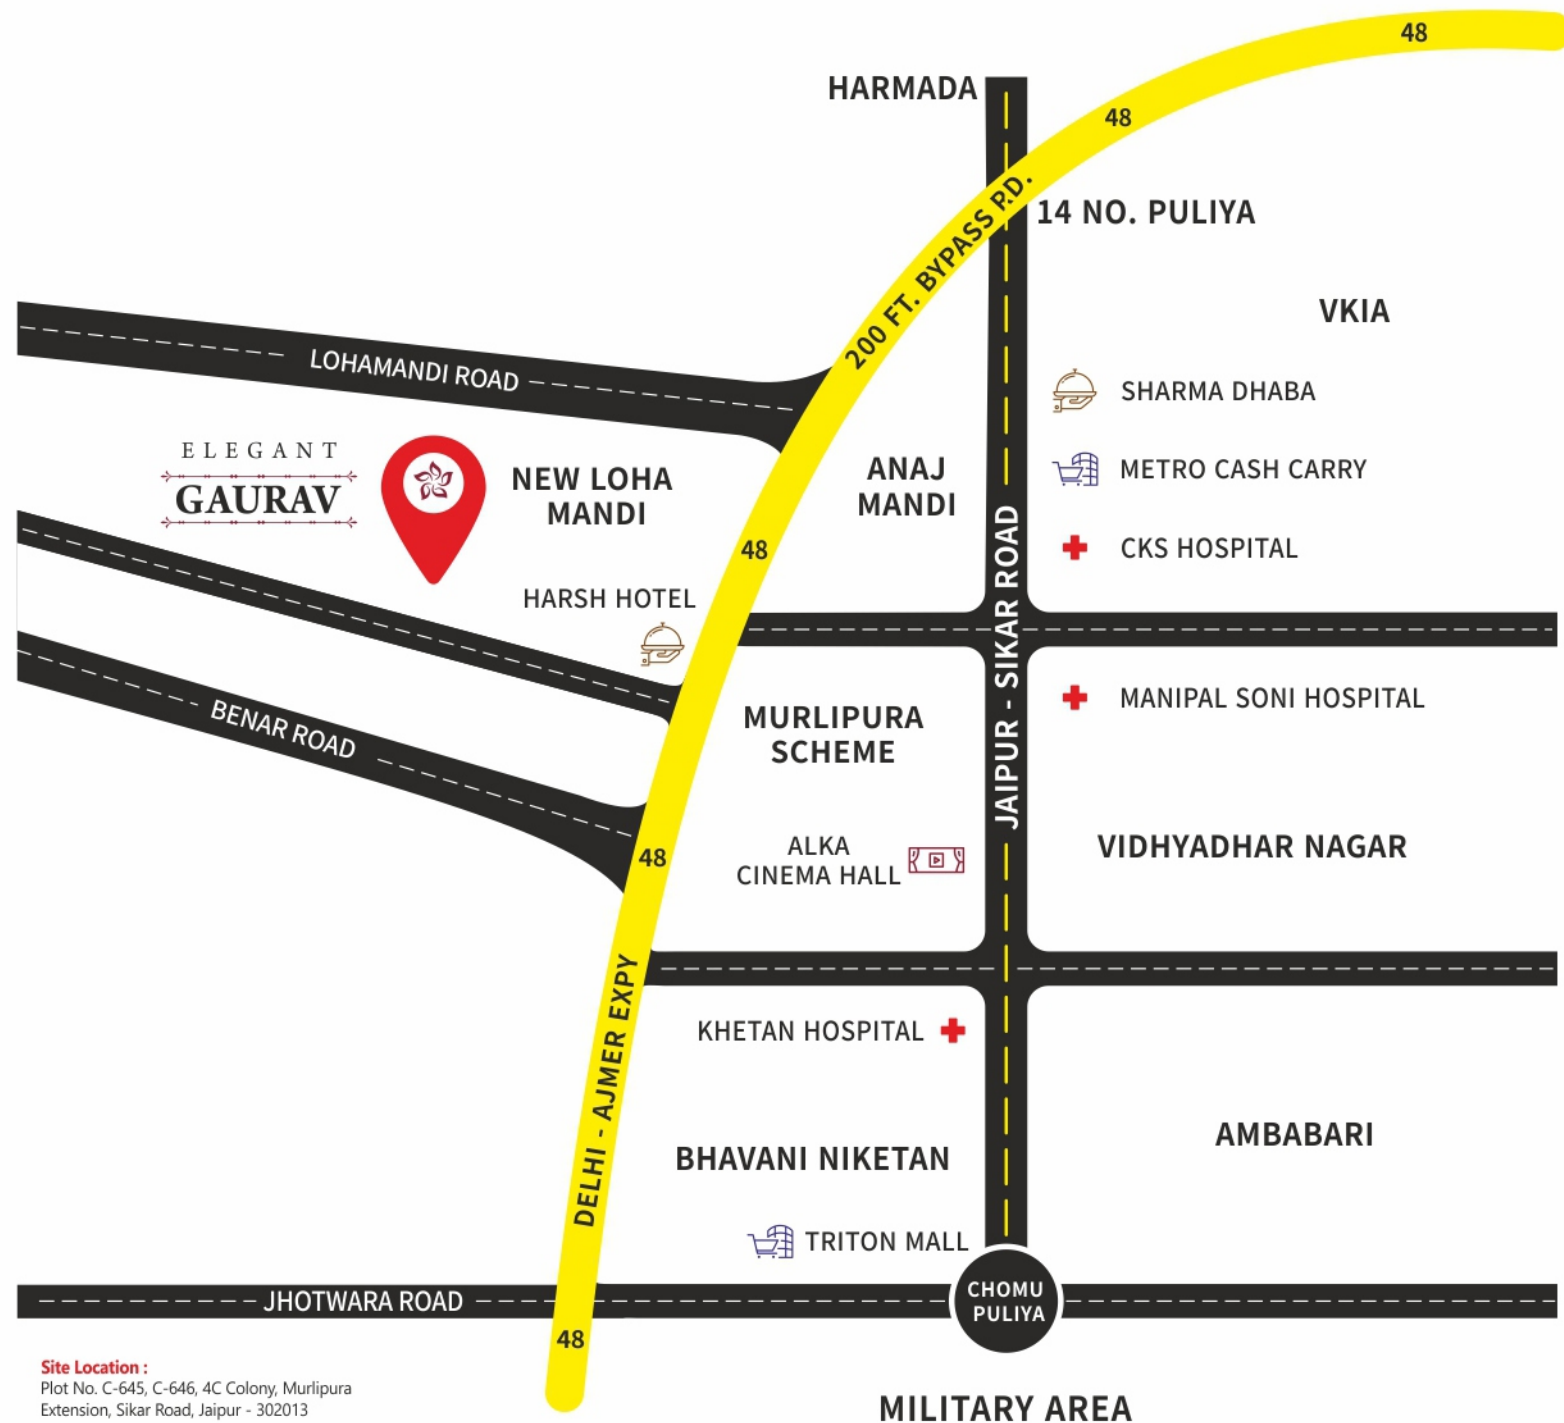 48
HARMADA
48
200 FT. BYPASS RD.
14 NO. PULIYA
VKIA
LOHAMANDI ROAD
SHARMA DHABA
ELEGANT
GAURAV
NEW LOHA
MANDI
ANAJ
MANDI
METRO CASH CARRY
48
CKS HOSPITAL
HARSH HOTEL
JAIPUR - SIKAR ROAD
MANIPAL SONI HOSPITAL
BENAR ROAD
MURLIPURA
SCHEME
ALKA
CINEMA HALL
VIDHYADHAR NAGAR
48
DELHI - AJMER EXPY
KHETAN HOSPITAL
AMBABARI
BHAVANI NIKETAN
TRITON MALL
JHOTWARA ROAD
CHOMU
PULIYA
48
Site Location :
Plot No. C-645, C-646, 4C Colony, Murlipura
Extension, Sikar Road, Jaipur - 302013
MILITARY AREA